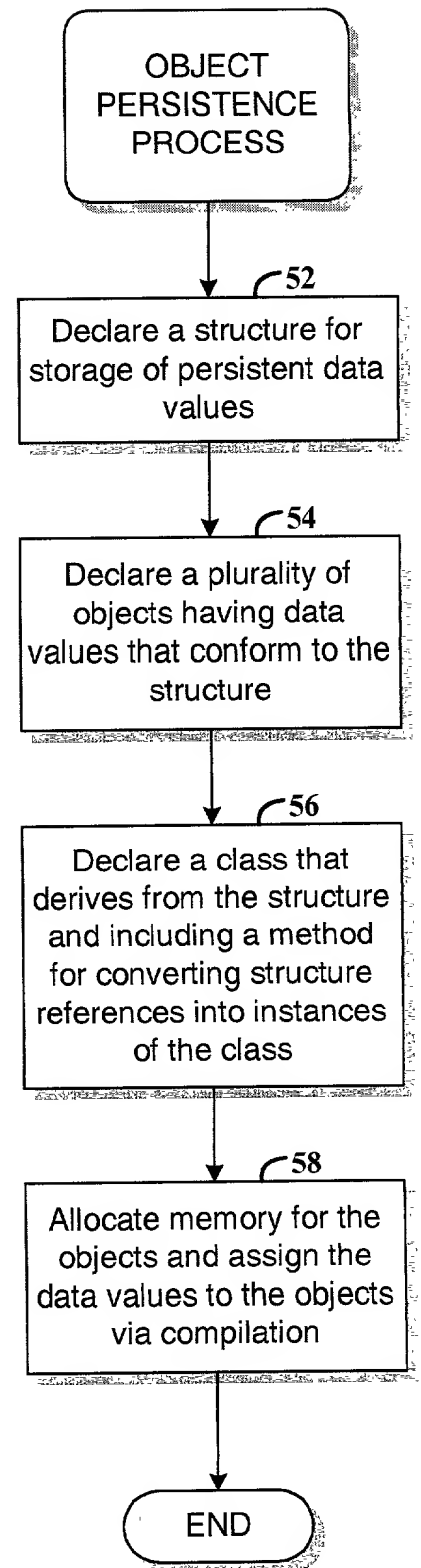 OBJECT
PERSISTENCE
PROCESS
52
Declare a structure for
storage of persistent data
values
54
Declare a plurality of
objects having data
values that conform to the
structure
56
Declare a class that
derives from the structure
and including a method
for converting structure
references into instances
of the class
58
Allocate memory for the
objects and assign the
data values to the objects
via compilation
END